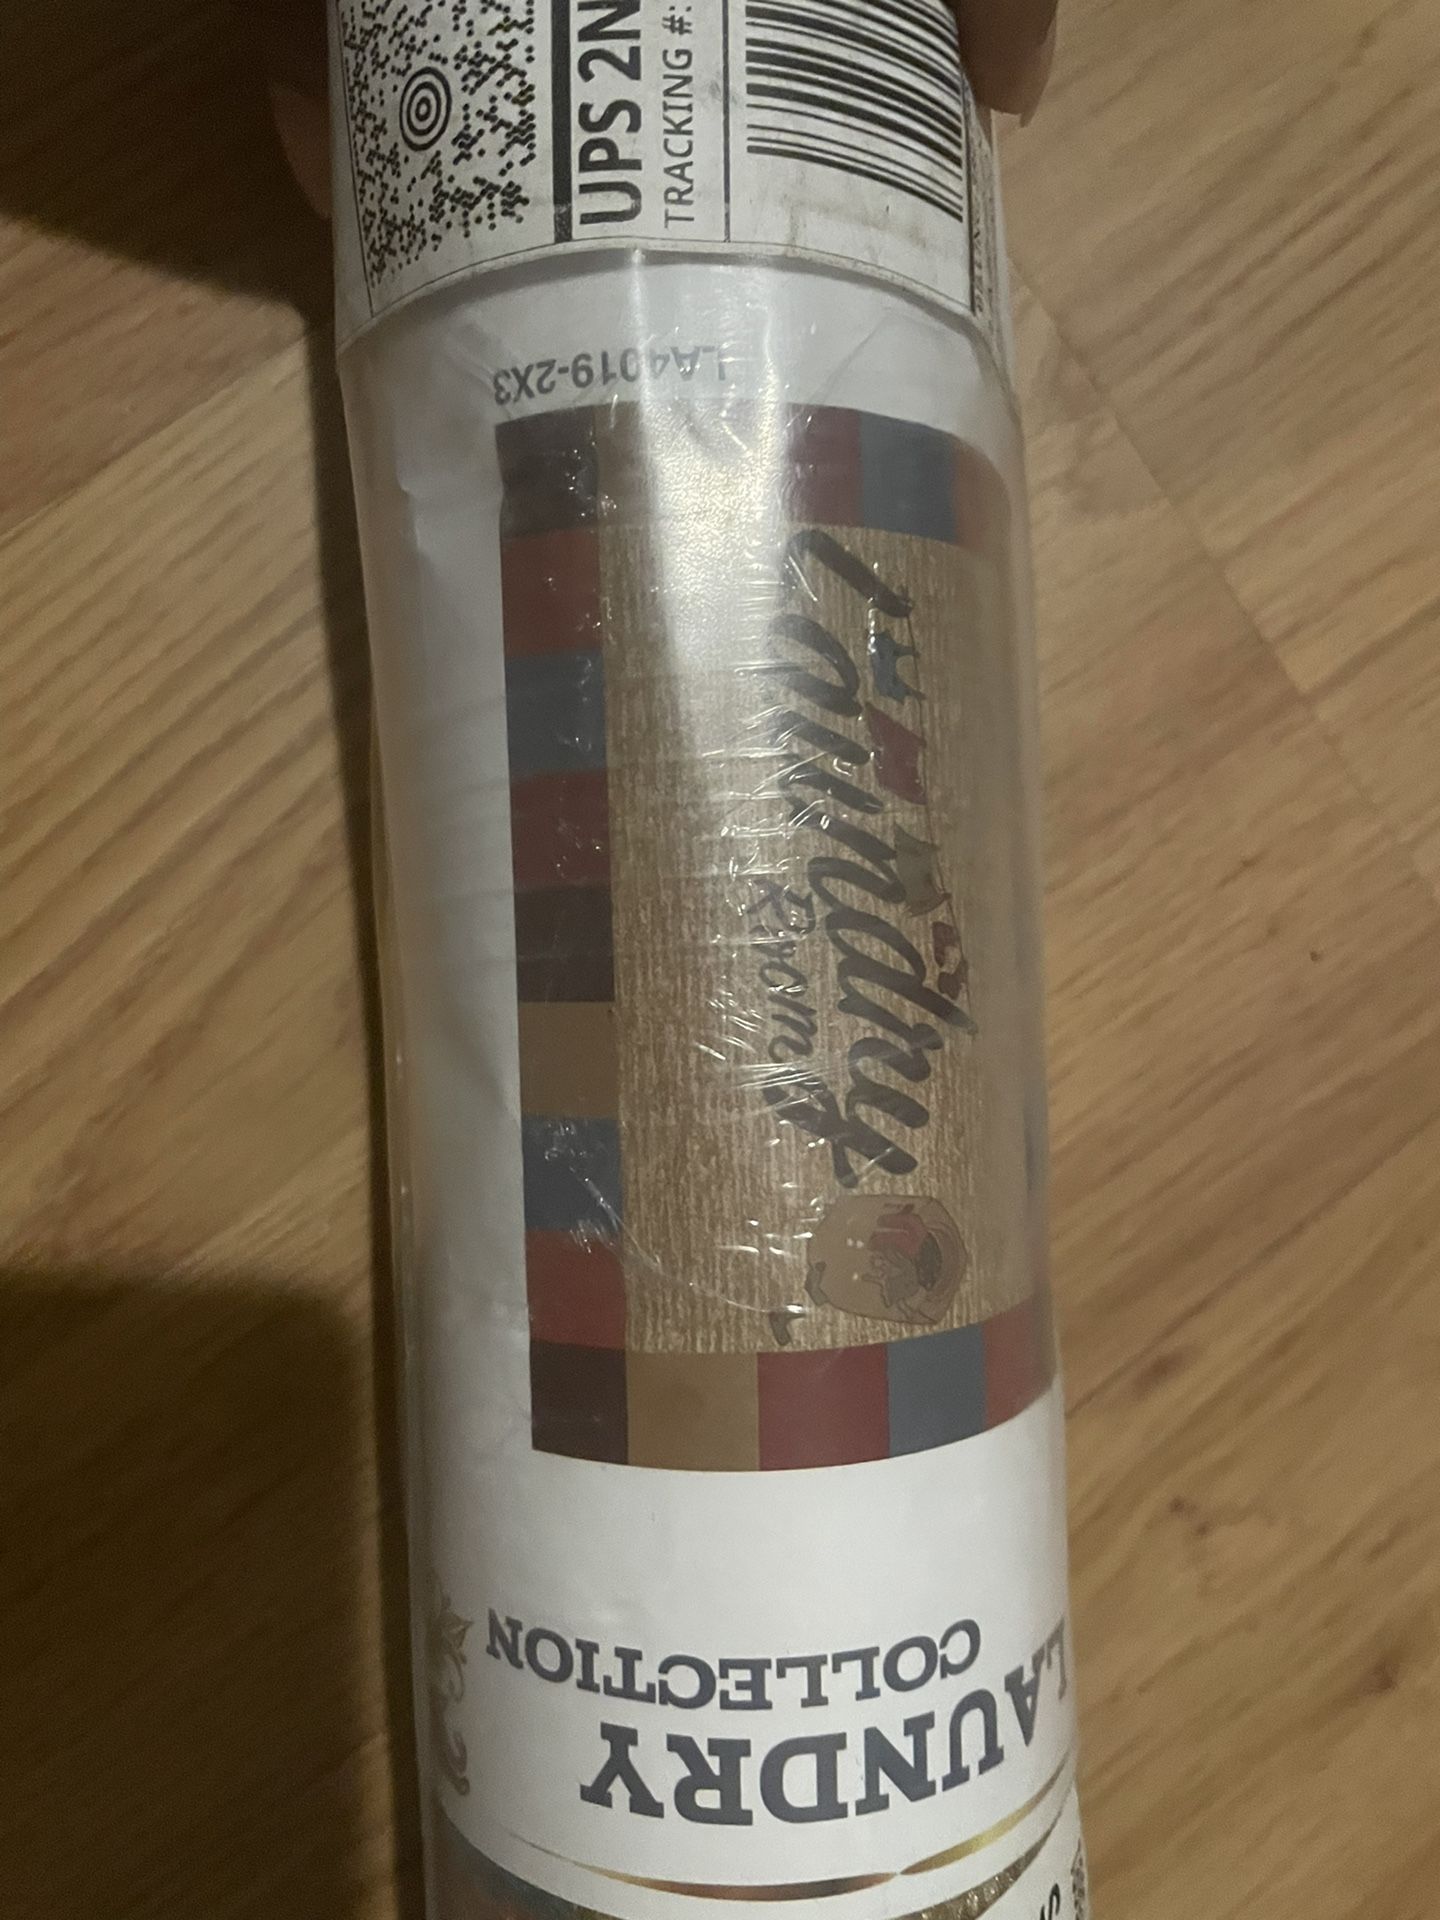 UPS 2N
TRACKING #:
LA4019-2X3
Laundry
Room
LAUNDRY
COLLECTION